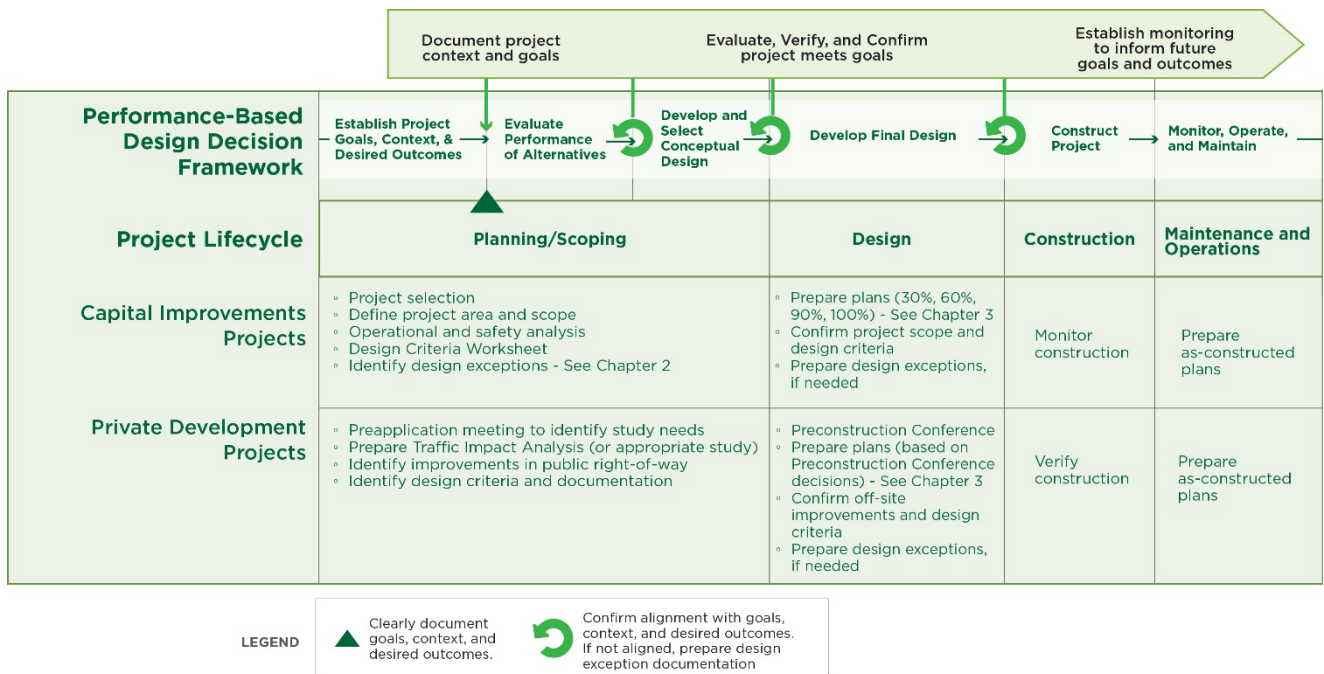 Document project
context and goals
Evaluate, Verify, and Confirm
project meets goals
Establish monitoring
to inform future
goals and outcomes
Performance-Based
Design Decision
Framework
Establish Project
Goals, Context, &
Desired Outcomes
Evaluate
Performance
of Alternatives
Develop and
Select
Conceptual
Design
Develop Final Design
Construct
Project
Monitor, Operate,
and Maintain
Project Lifecycle
Planning/Scoping
Design
Construction
Maintenance and
Operations
Capital Improvements
Projects
◦ Project selection
◦ Define project area and scope
◦ Operational and safety analysis
◦ Design Criteria Worksheet
◦ Identify design exceptions - See Chapter 2
◦ Prepare plans (30%, 60%,
90%, 100%) - See Chapter 3
◦ Confirm project scope and
design criteria
◦ Prepare design exceptions,
if needed
Monitor
construction
Prepare
as-constructed
plans
Private Development
Projects
◦ Preapplication meeting to identify study needs
◦ Prepare Traffic Impact Analysis (or appropriate study)
◦ Identify improvements in public right-of-way
◦ Identify design criteria and documentation
◦ Preconstruction Conference
◦ Prepare plans (based on
Preconstruction Conference
decisions) - See Chapter 3
◦ Confirm off-site
improvements and design
criteria
◦ Prepare design exceptions,
if needed
Verify
construction
Prepare
as-constructed
plans
LEGEND
Clearly document
goals, context, and
desired outcomes.
Confirm alignment with goals,
context, and desired outcomes.
If not aligned, prepare design
exception documentation